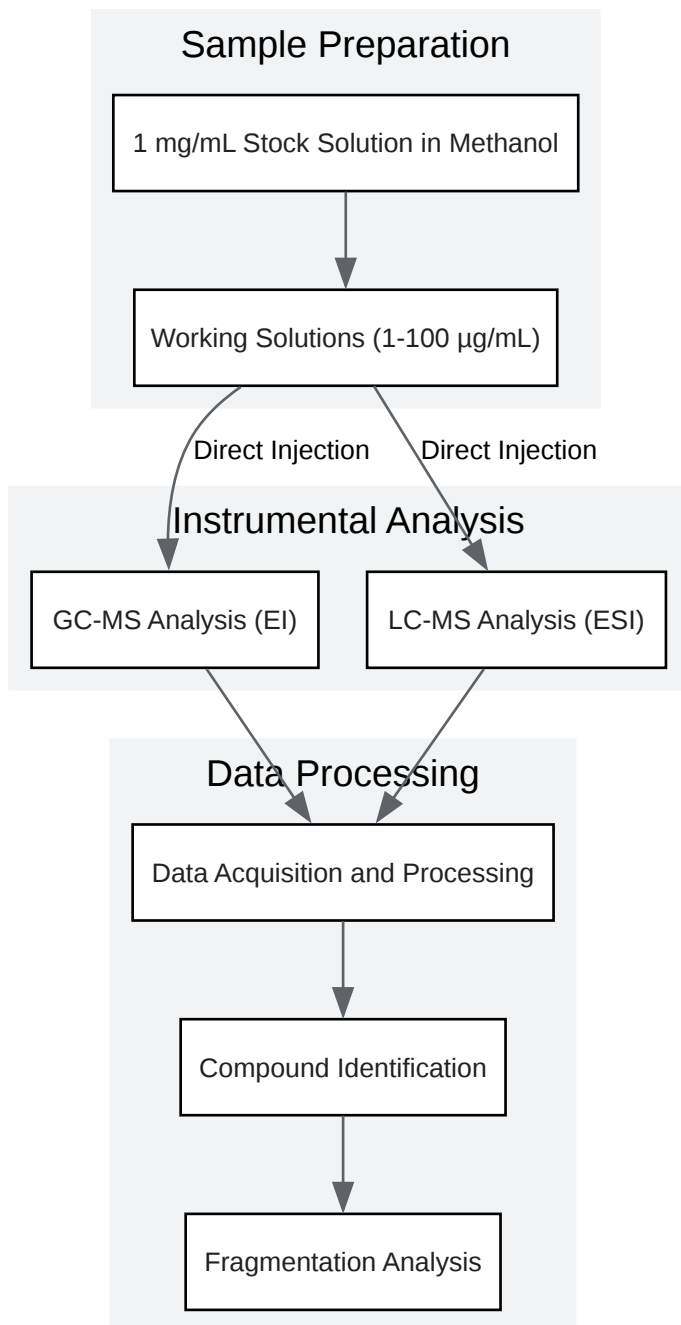 Sample Preparation
1 mg/mL Stock Solution in Methanol
Working Solutions (1-100 µg/mL)
Direct Injection
Direct Injection
Instrumental Analysis
GC-MS Analysis (EI)
LC-MS Analysis (ESI)
Data Processing
Data Acquisition and Processing
Compound Identification
Fragmentation Analysis